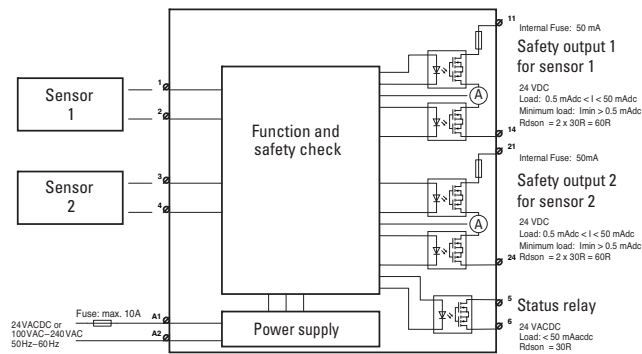 11
Internal Fuse: 50 mA
Safety output 1
for sensor 1
24 VDC
Load: 0.5 mAdc < I < 50 mAdc
Minimum load: Imin > 0.5 mAdc
Rdson = 2 x 30R = 60R
A
14
Sensor
1
1
2
Function and
safety check
21
Internal Fuse: 50mA
Safety output 2
for sensor 2
24 VDC
Load: 0.5 mAdc < I < 50 mAdc
Minimum load: Imin > 0.5 mAdc
Rdson = 2 x 30R = 60R
A
24
Sensor
2
3
4
5
Status relay
6
24 VACDC
Load: < 50 mAacdc
Rdson = 30R
Fuse: max. 10A
A1
A2
24VACDC or
100VAC–240VAC
50Hz–60Hz
Power supply